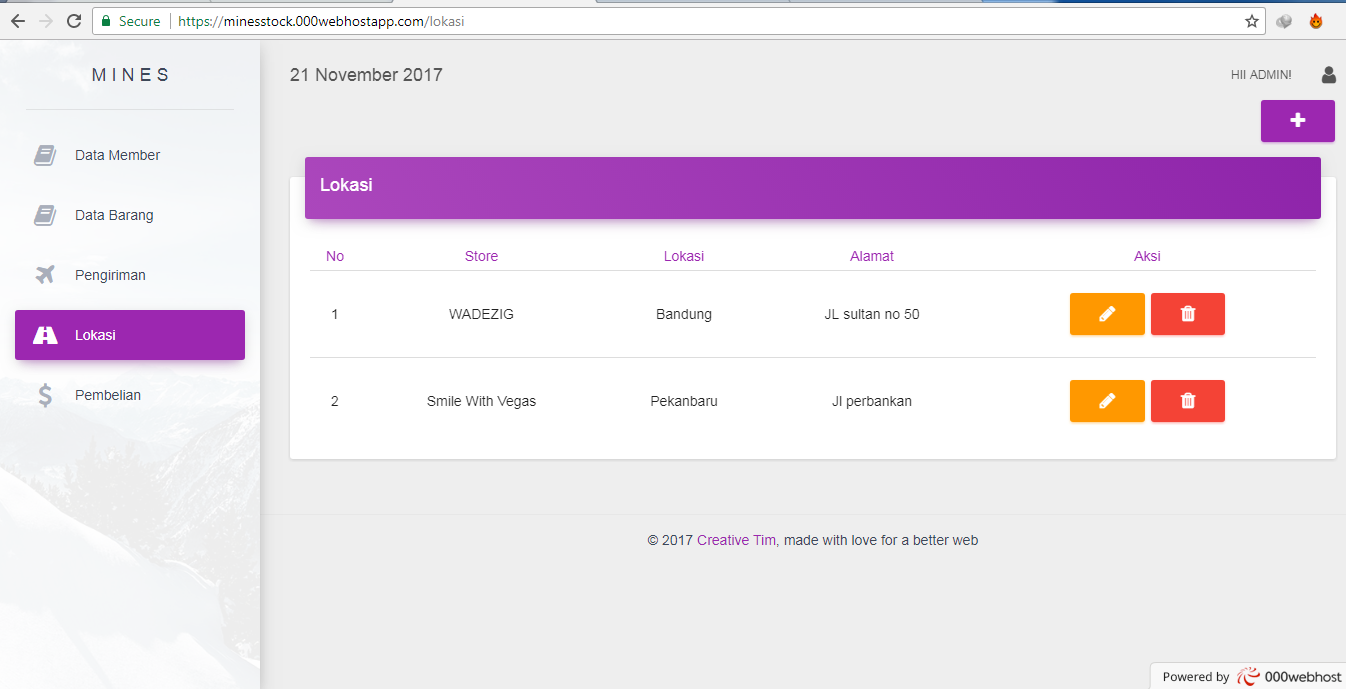 Secure https://minesstock.000webhostapp.com/lokasi
MINES
21 November 2017
HII ADMIN!
Data Member
Data Barang
Pengiriman
Lokasi
Pembelian
Lokasi
No Store Lokasi Alamat Aksi
1 WADEZIG Bandung JL sultan no 50
2 Smile With Vegas Pekanbaru Jl perbankan
© 2017 Creative Tim, made with love for a better web
Powered by 000webhost